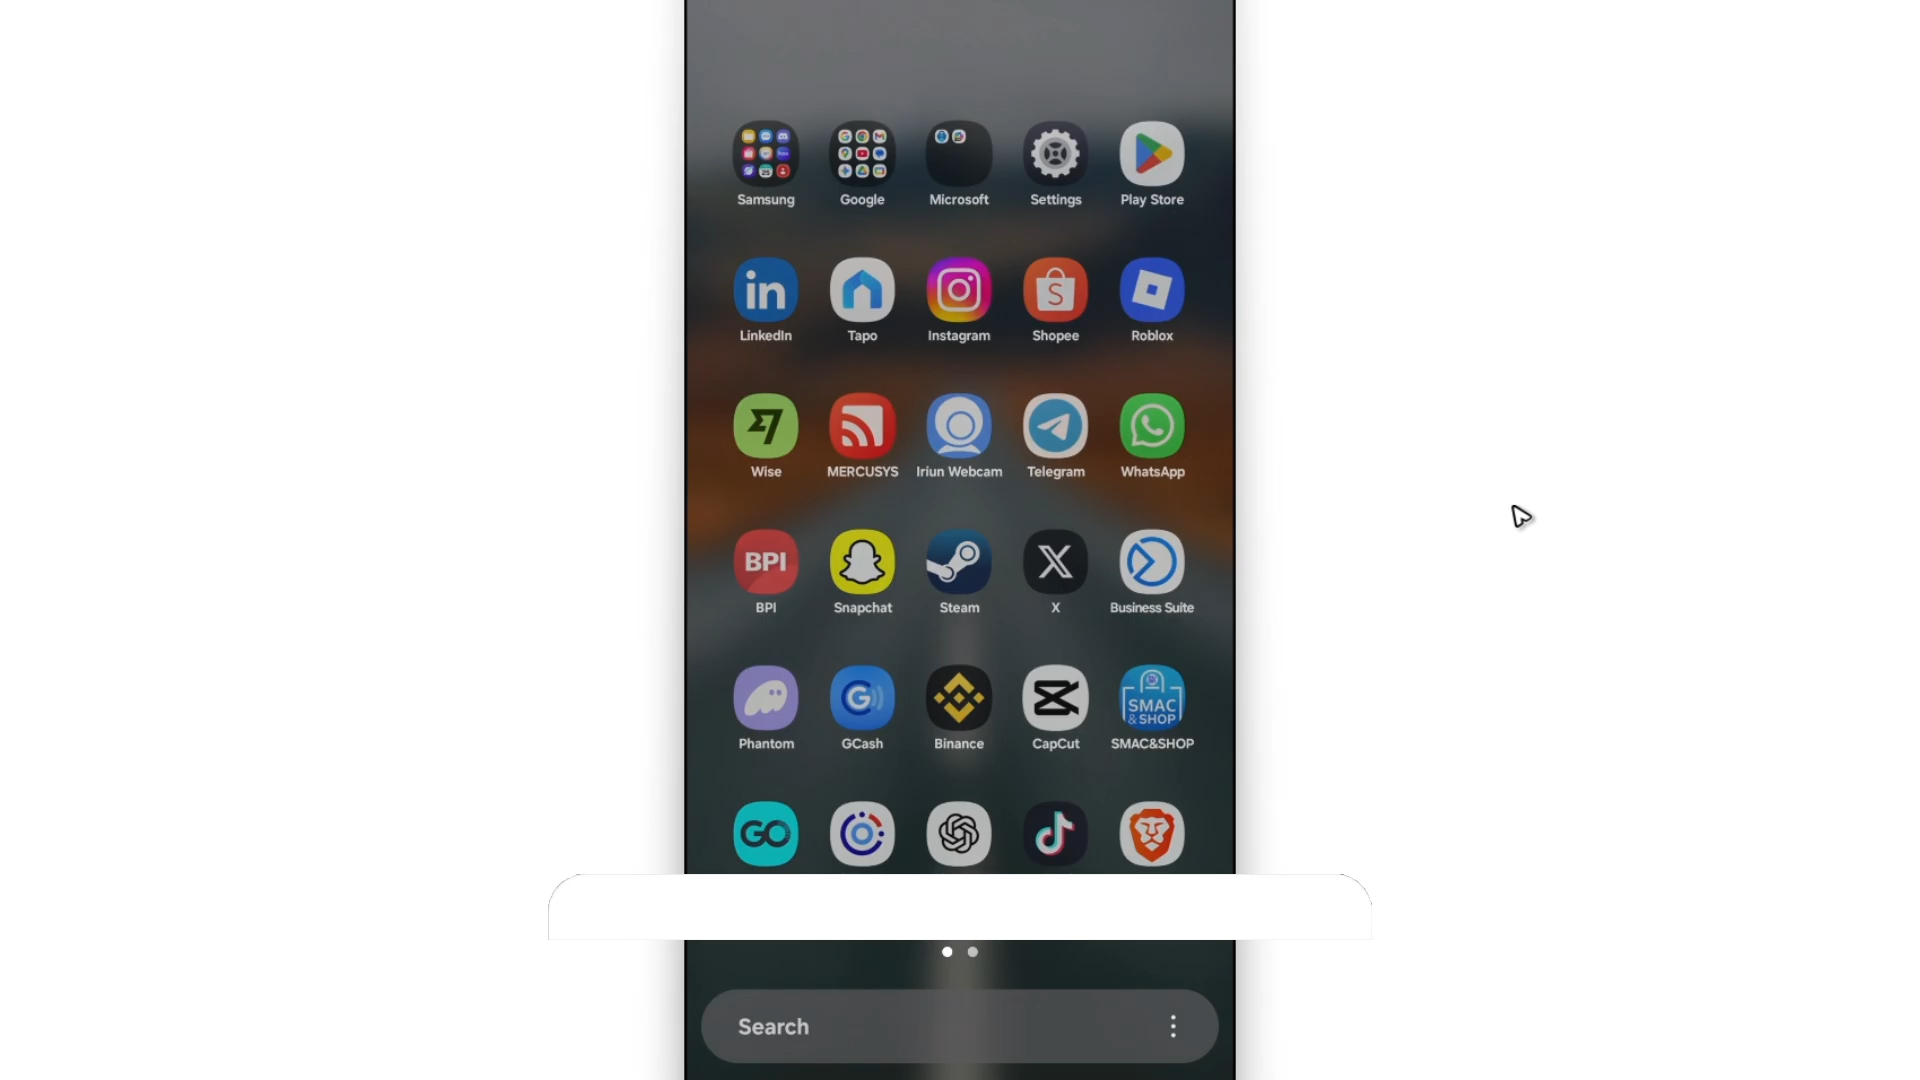 Samsung Google Microsoft Settings Play Store
in
S
LinkedIn Tapo Instagram Shopee Roblox
Wise MERCUSYS Iriun Webcam Telegram WhatsApp
BPI
X
BPI Snapchat Steam X Business Suite
G
SMAC
&SHOP
Phantom GCash Binance CapCut SMAC&SHOP
GO
Search